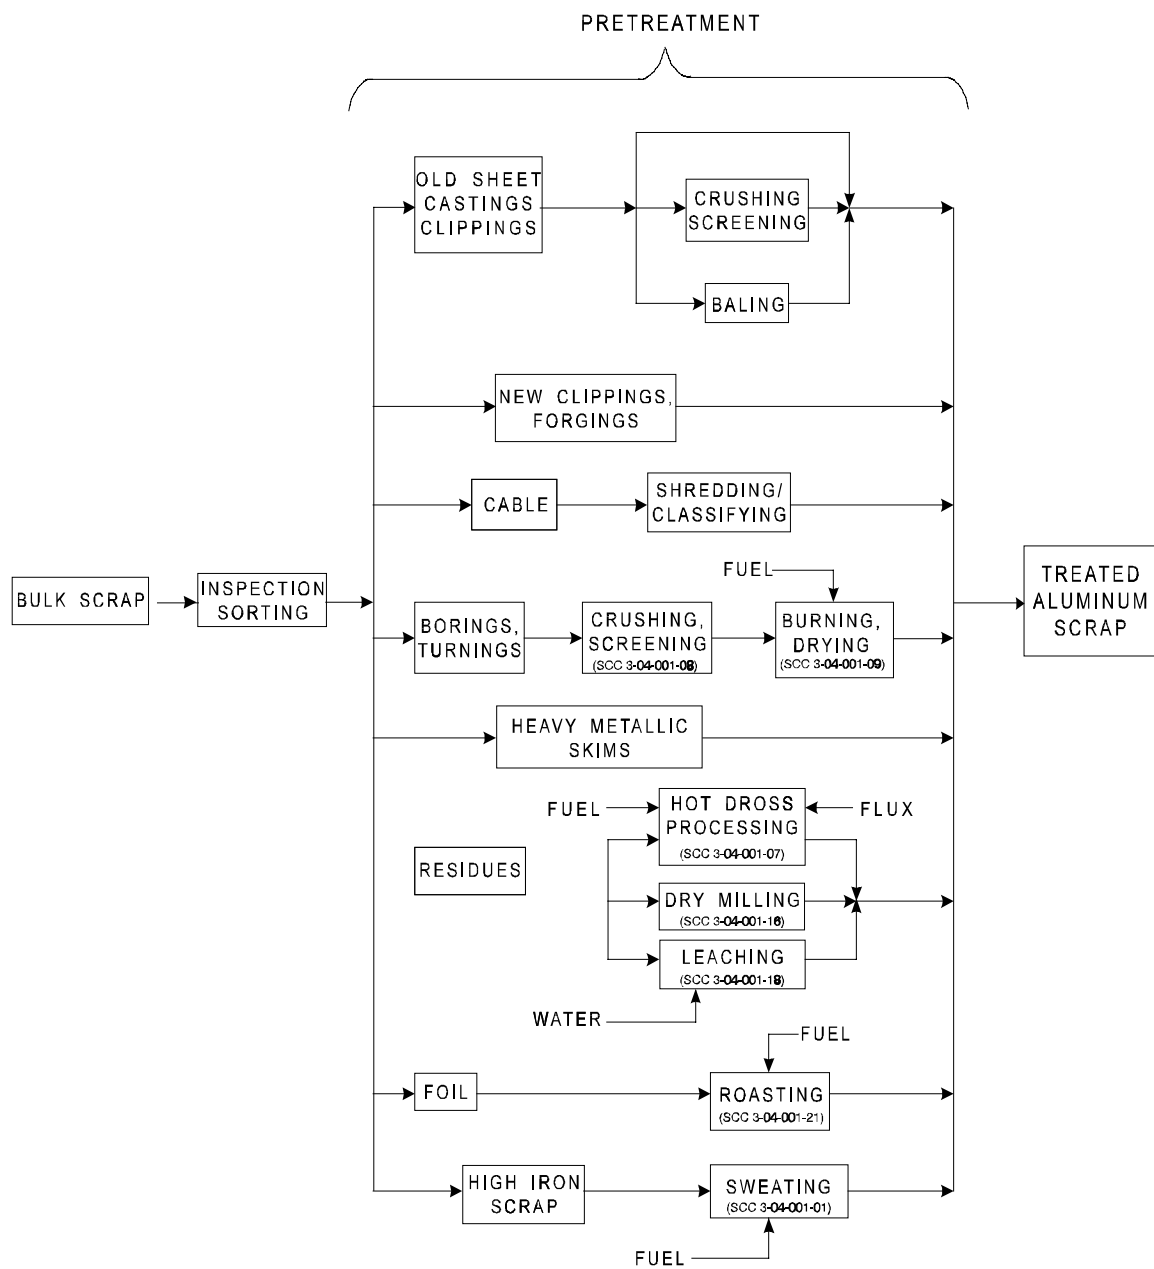 PRETREATMENT
OLD SHEET
CASTINGS
CLIPPINGS
CRUSHING
SCREENING
BALING
NEW CLIPPINGS,
FORGINGS
CABLE
SHREDDING/
CLASSIFYING
BULK SCRAP
INSPECTION
SORTING
BORINGS,
TURNINGS
CRUSHING,
SCREENING
(SCC 3-04-001-08)
FUEL
BURNING,
DRYING
(SCC 3-04-001-09)
TREATED
ALUMINUM
SCRAP
HEAVY METALLIC
SKIMS
RESIDUES
FUEL
HOT DROSS
PROCESSING
(SCC 3-04-001-07)
FLUX
DRY MILLING
(SCC 3-04-001-16)
LEACHING
(SCC 3-04-001-18)
WATER
FOIL
FUEL
ROASTING
(SCC 3-04-001-21)
HIGH IRON
SCRAP
SWEATING
(SCC 3-04-001-01)
FUEL